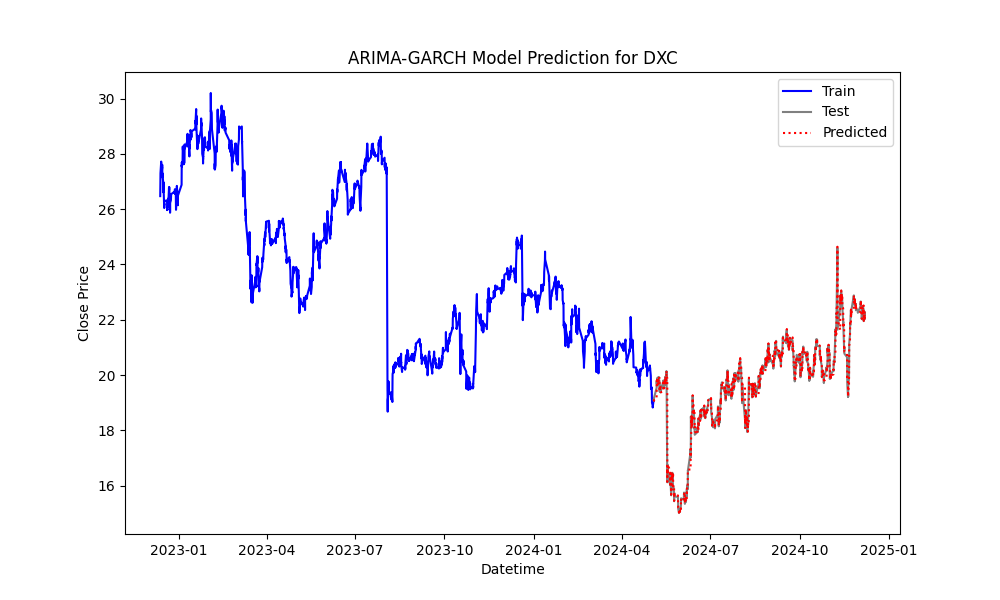 ARIMA-GARCH Model Prediction for DXC
Train
Test
Predicted
Close Price
30
28
26
24
22
20
18
16
2023-01
2023-04
2023-07
2023-10
2024-01
2024-04
2024-07
2024-10
2025-01
Datetime